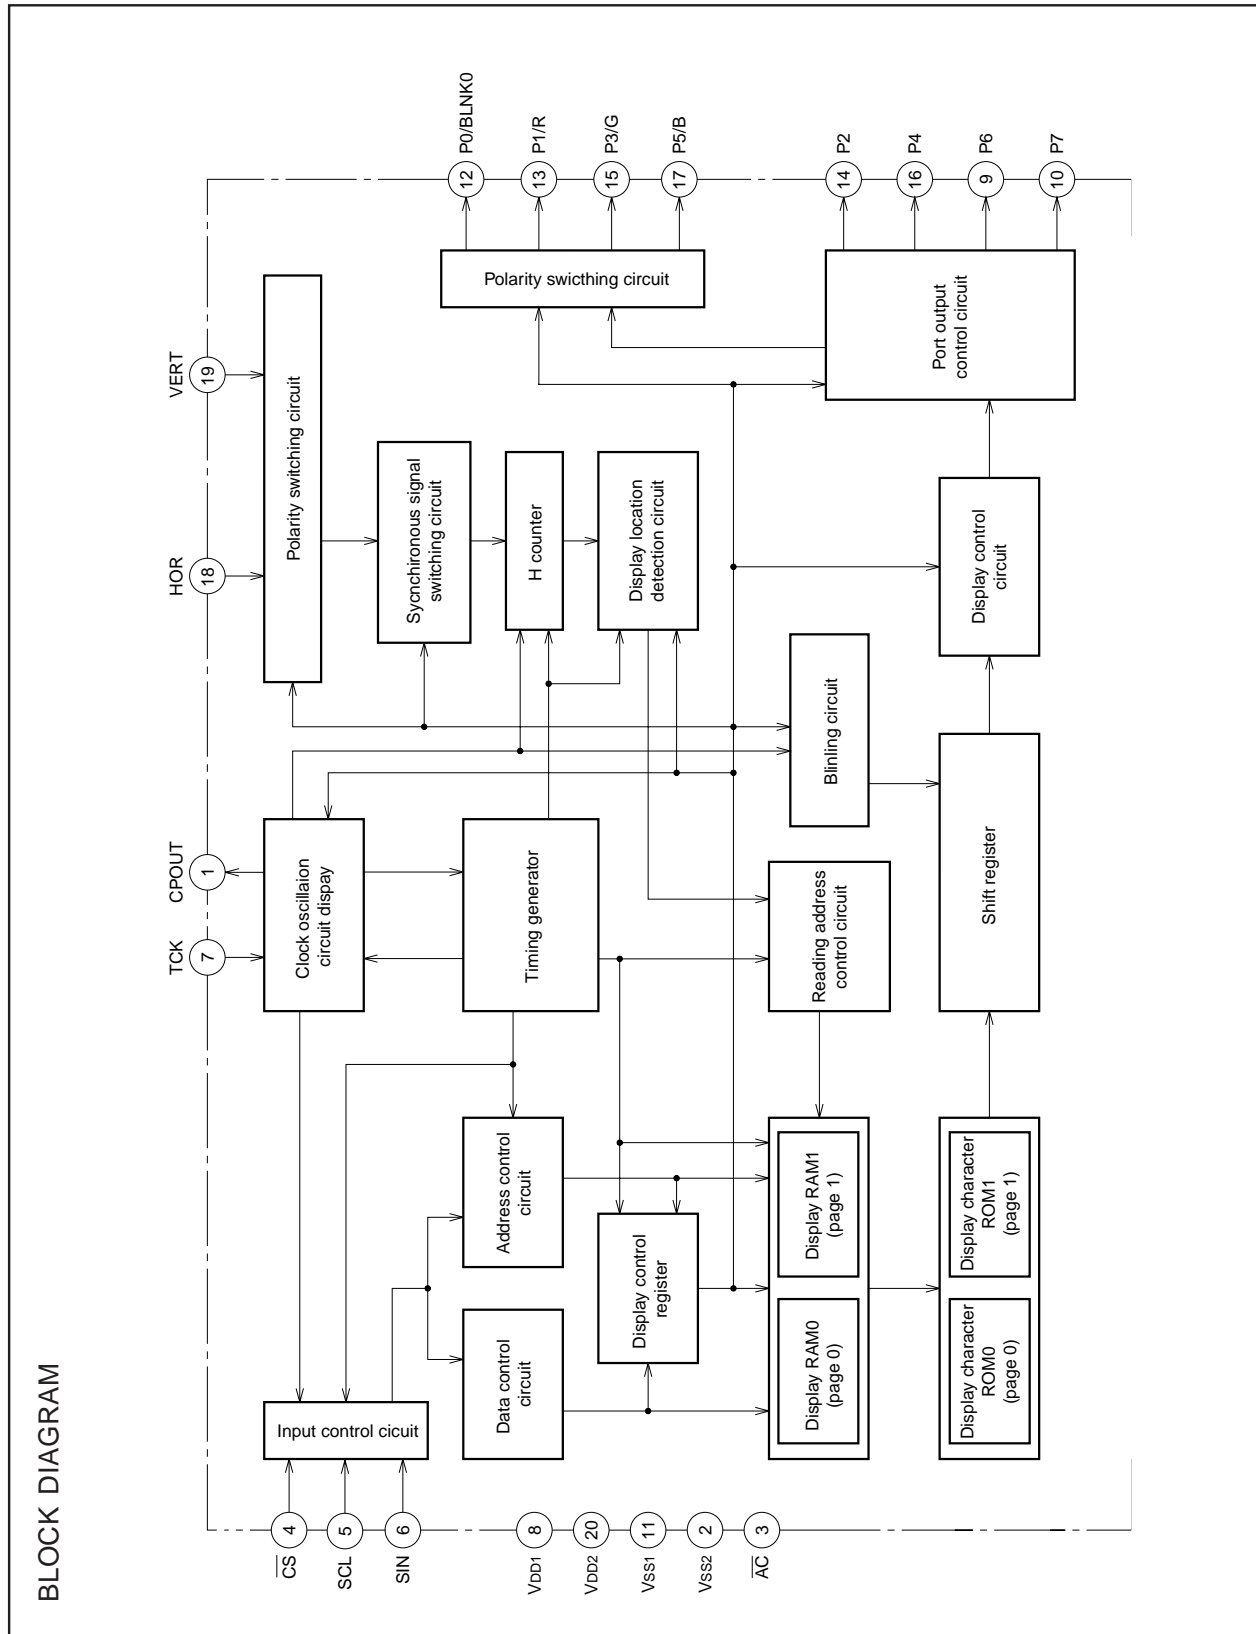 BLOCK DIAGRAM
CS
4
SCL
5
SIN
6
VDD1
8
VDD2
20
VSS1
11
VSS2
2
AC
3
TCK
7
CPOUT
1
HOR
18
VERT
19
Input control cicuit
Clock oscillaion
circuit dispay
Polarity switching circuit
Sycnchironous signal
switching circuit
Data control
circuit
Address control
circuit
Timing generator
H counter
Display location
detection circuit
Display control
register
Polarity swicthing circuit
12
P0/BLNK0
13
P1/R
15
P3/G
17
P5/B
Display RAM0
(page 0)
Display RAM1
(page 1)
Reading address
control circuit
Blinling circuit
Display character
ROM0
(page 0)
Display character
ROM1
(page 1)
Shift register
Display control
circuit
Port output
control circuit
14
P2
16
P4
9
P6
10
P7